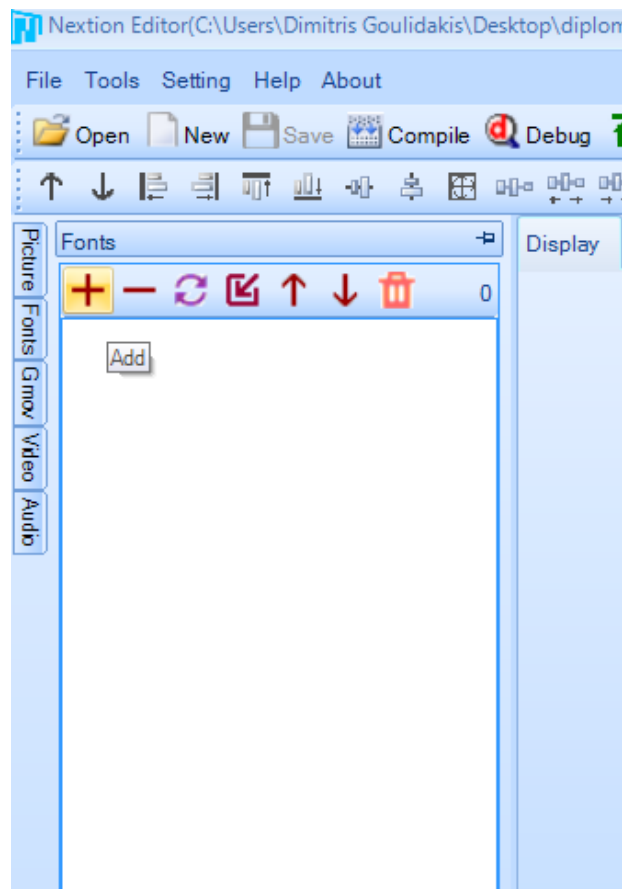 Nextion Editor(C:\Users\Dimitris Goulidakis\Desktop\diplom
File Tools Setting Help About
Open New Save Compile Debug
Picture
Fonts
Gmov
Video
Audio
Fonts
0
Add
Display